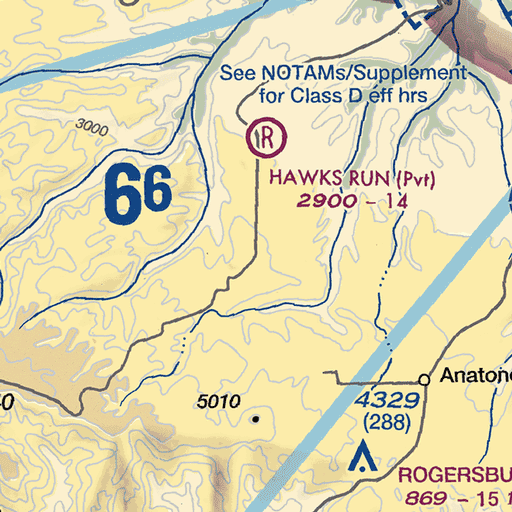 See NOTAMs/Supplement
for Class D eff hrs
3000
R
66
HAWKS RUN (Pvt)
2900 - 14
Anatone
5010
4329
(288)
ROGERSBU
869 - 15 1